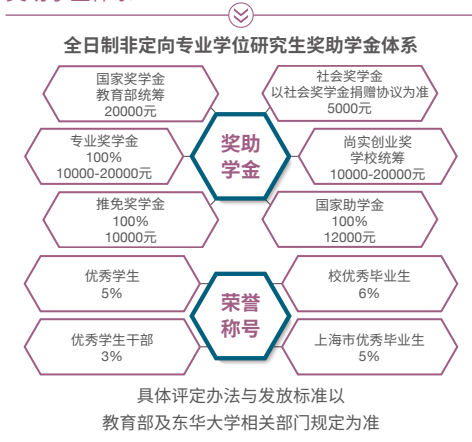 全日制非定向专业学位研究生奖助学金体系
国家奖学金
教育部统筹
20000元
社会奖学金
以社会奖学金捐赠协议为准
5000元
专业奖学金
100%
10000-20000元
奖助
学金
尚实创业奖
学校统筹
10000-20000元
推免奖学金
100%
10000元
国家助学金
100%
12000元
优秀学生
5%
校优秀毕业生
6%
荣誉
称号
优秀学生干部
3%
上海市优秀毕业生
5%
具体评定办法与发放标准以
教育部及东华大学相关部门规定为准